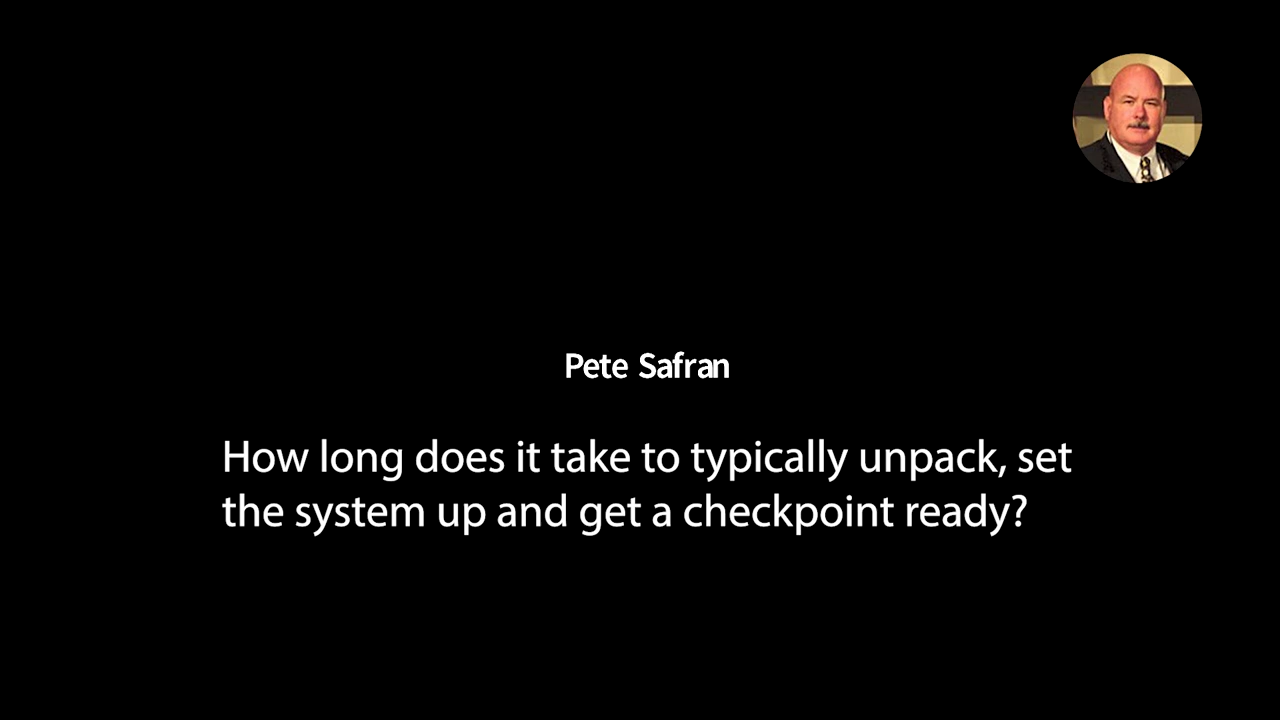 Pete Safran
How long does it take to typically unpack, set
the system up and get a checkpoint ready?